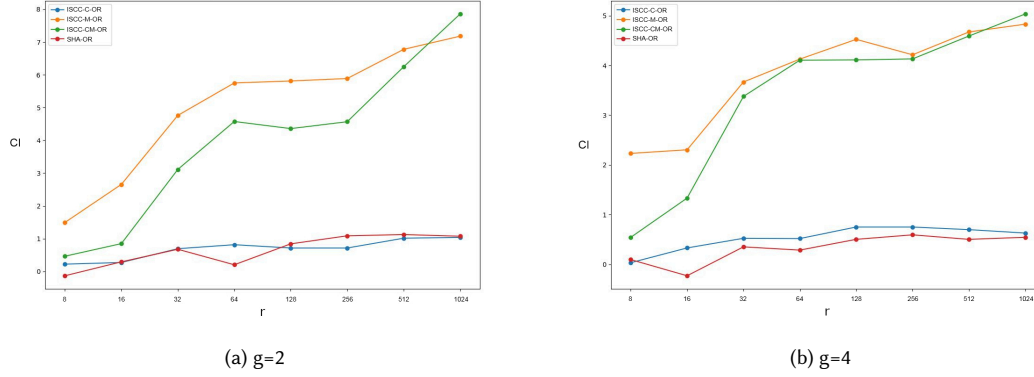 ISCC-C-OR
ISCC-M-OR
ISCC-CM-OR
SHA-OR
8
7
6
5
4
3
2
1
0
CI
8 16 32 64 128 256 512 1024
r
(a) g=2
ISCC-C-OR
ISCC-M-OR
ISCC-CM-OR
SHA-OR
5
4
3
2
1
0
CI
8 16 32 64 128 256 512 1024
r
(b) g=4